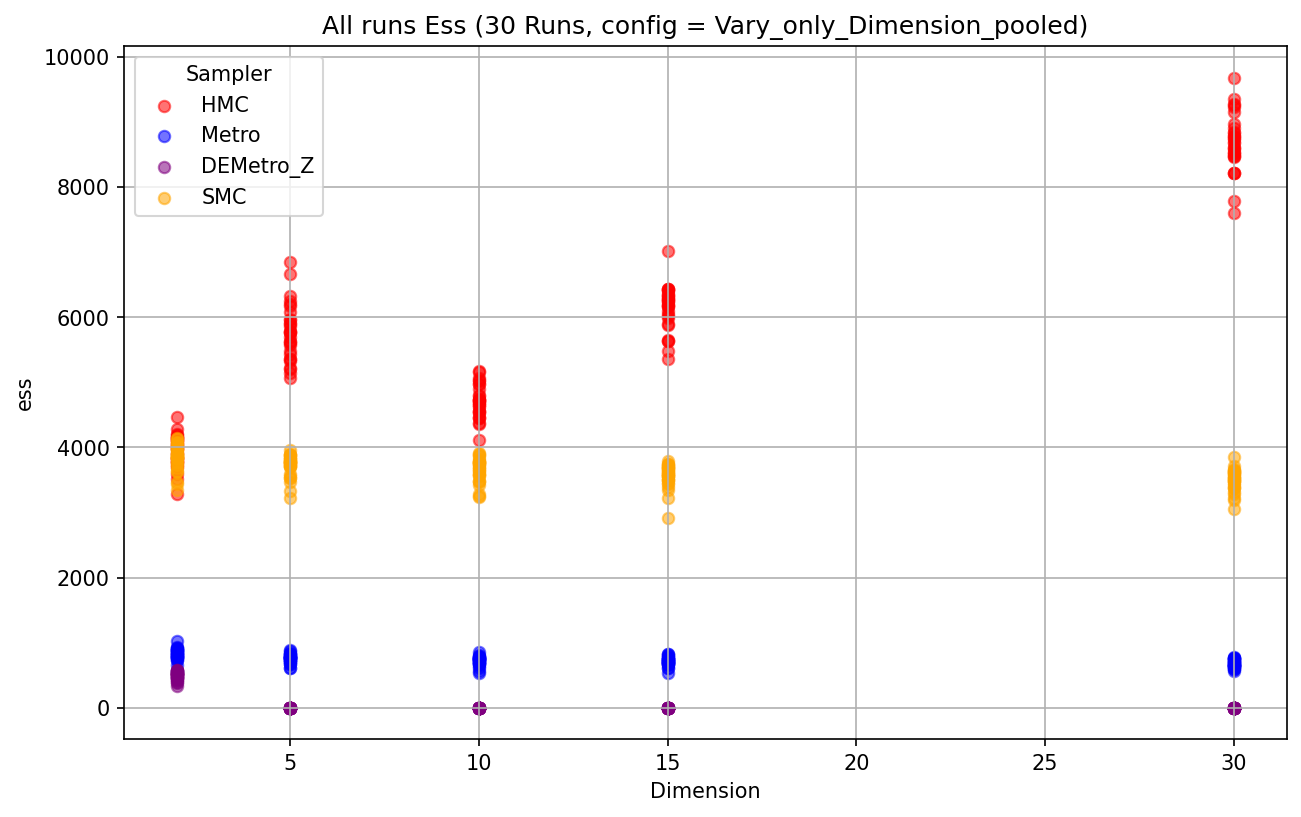 All runs Ess (30 Runs, config = Vary_only_Dimension_pooled)
10000
8000
6000
4000
2000
0
ess
Sampler
HMC
Metro
DEMetro_Z
SMC
5 10 15 20 25 30
Dimension